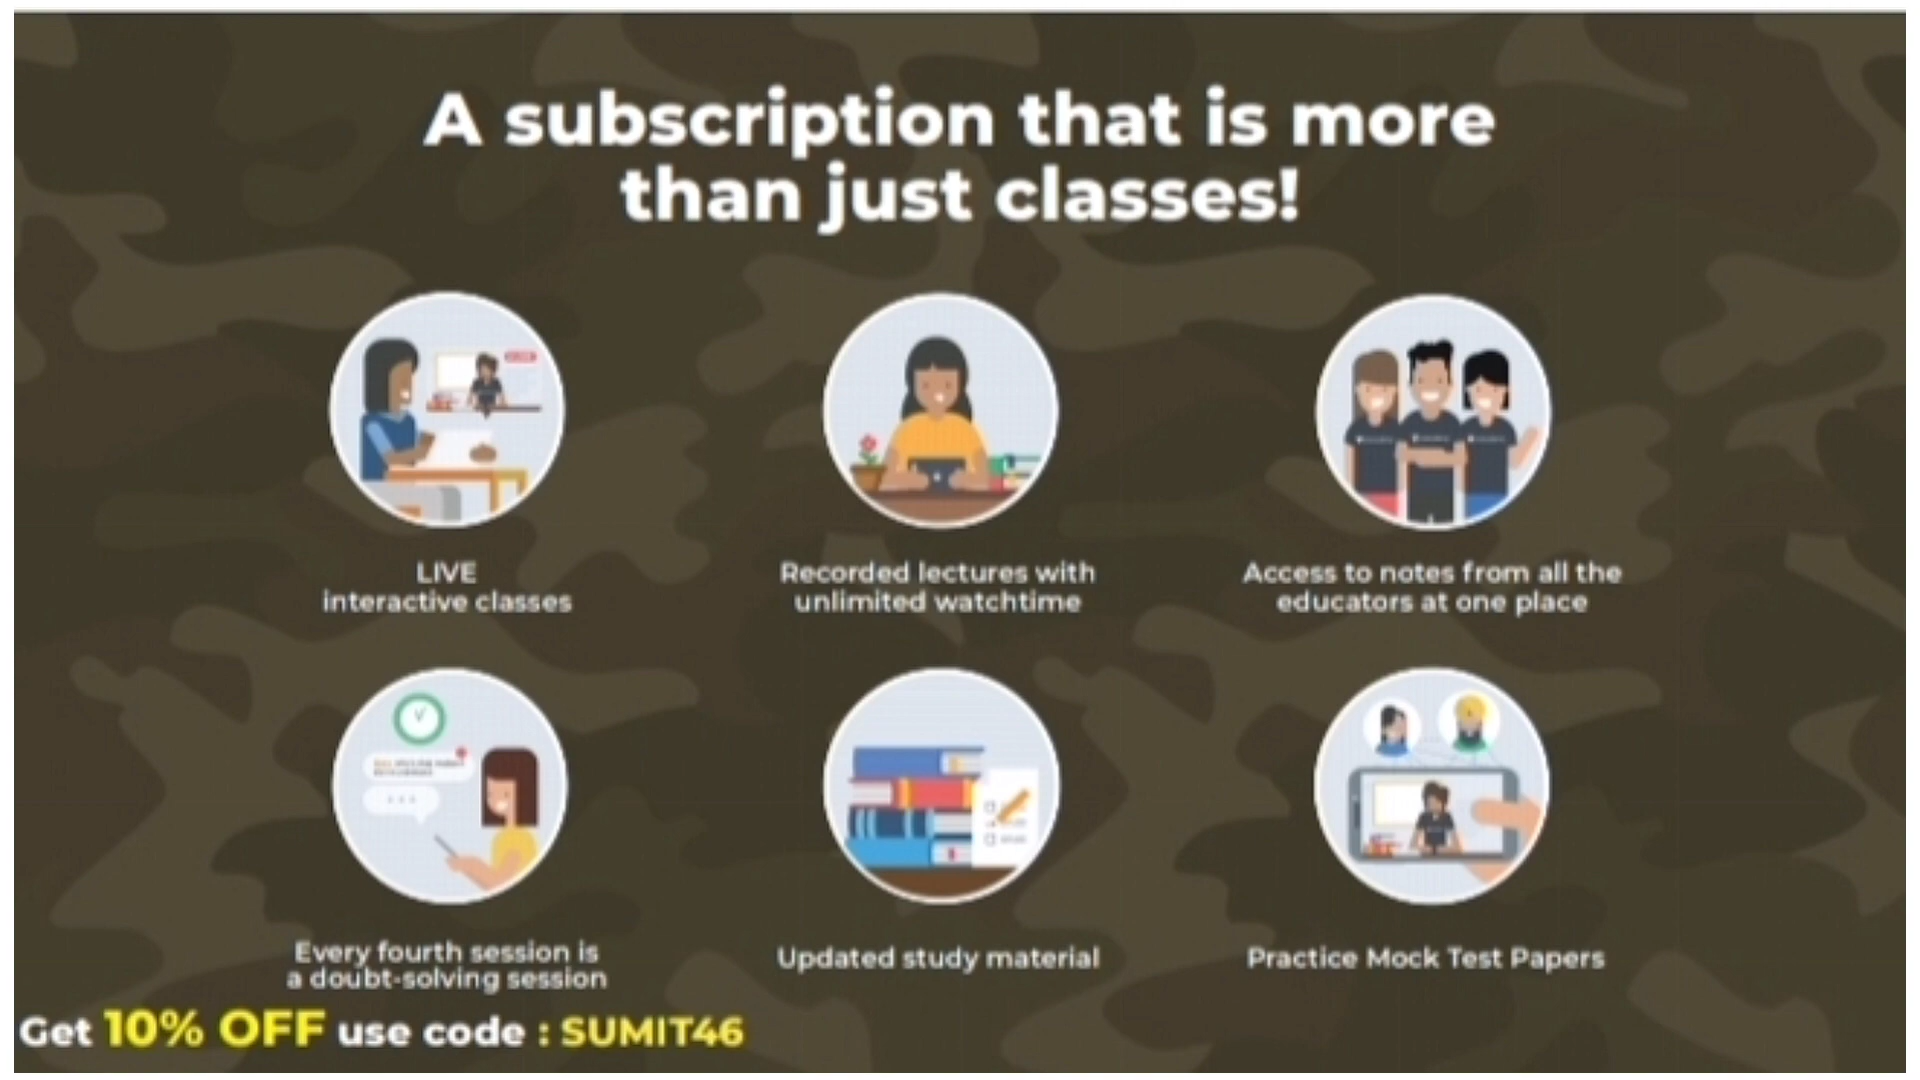 A subscription that is more
than just classes!
LIVE
interactive classes
Recorded lectures with
unlimited watchtime
Access to notes from all the
educators at one place
Every fourth session is
a doubt-solving session
Updated study material
Practice Mock Test Papers
Get 10% OFF use code : SUMIT46